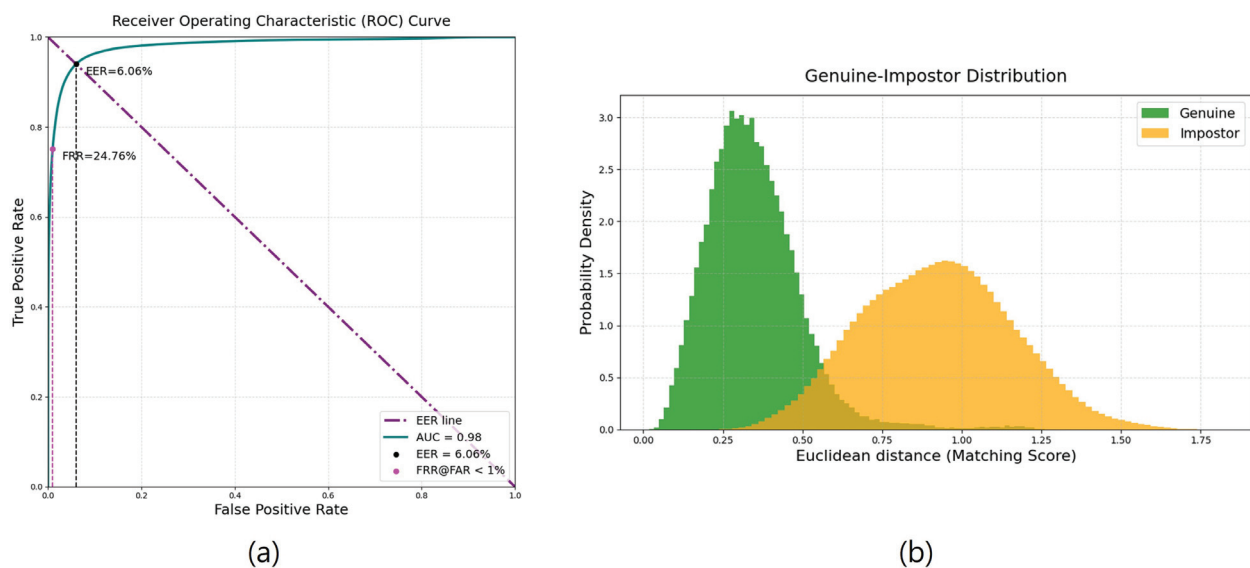 Receiver Operating Characteristic (ROC) Curve
True Positive Rate
1.0
0.8
0.6
0.4
0.2
0.0
EER=6.06%
FRR=24.76%
EER line
AUC = 0.98
EER = 6.06%
FRR@FAR < 1%
0.0 0.2 0.4 0.6 0.8 1.0
False Positive Rate
(a)
Genuine-Impostor Distribution
Probability Density
3.0
2.5
2.0
1.5
1.0
0.5
0.0
Genuine
Impostor
0.00 0.25 0.50 0.75 1.00 1.25 1.50 1.75
Euclidean distance (Matching Score)
(b)